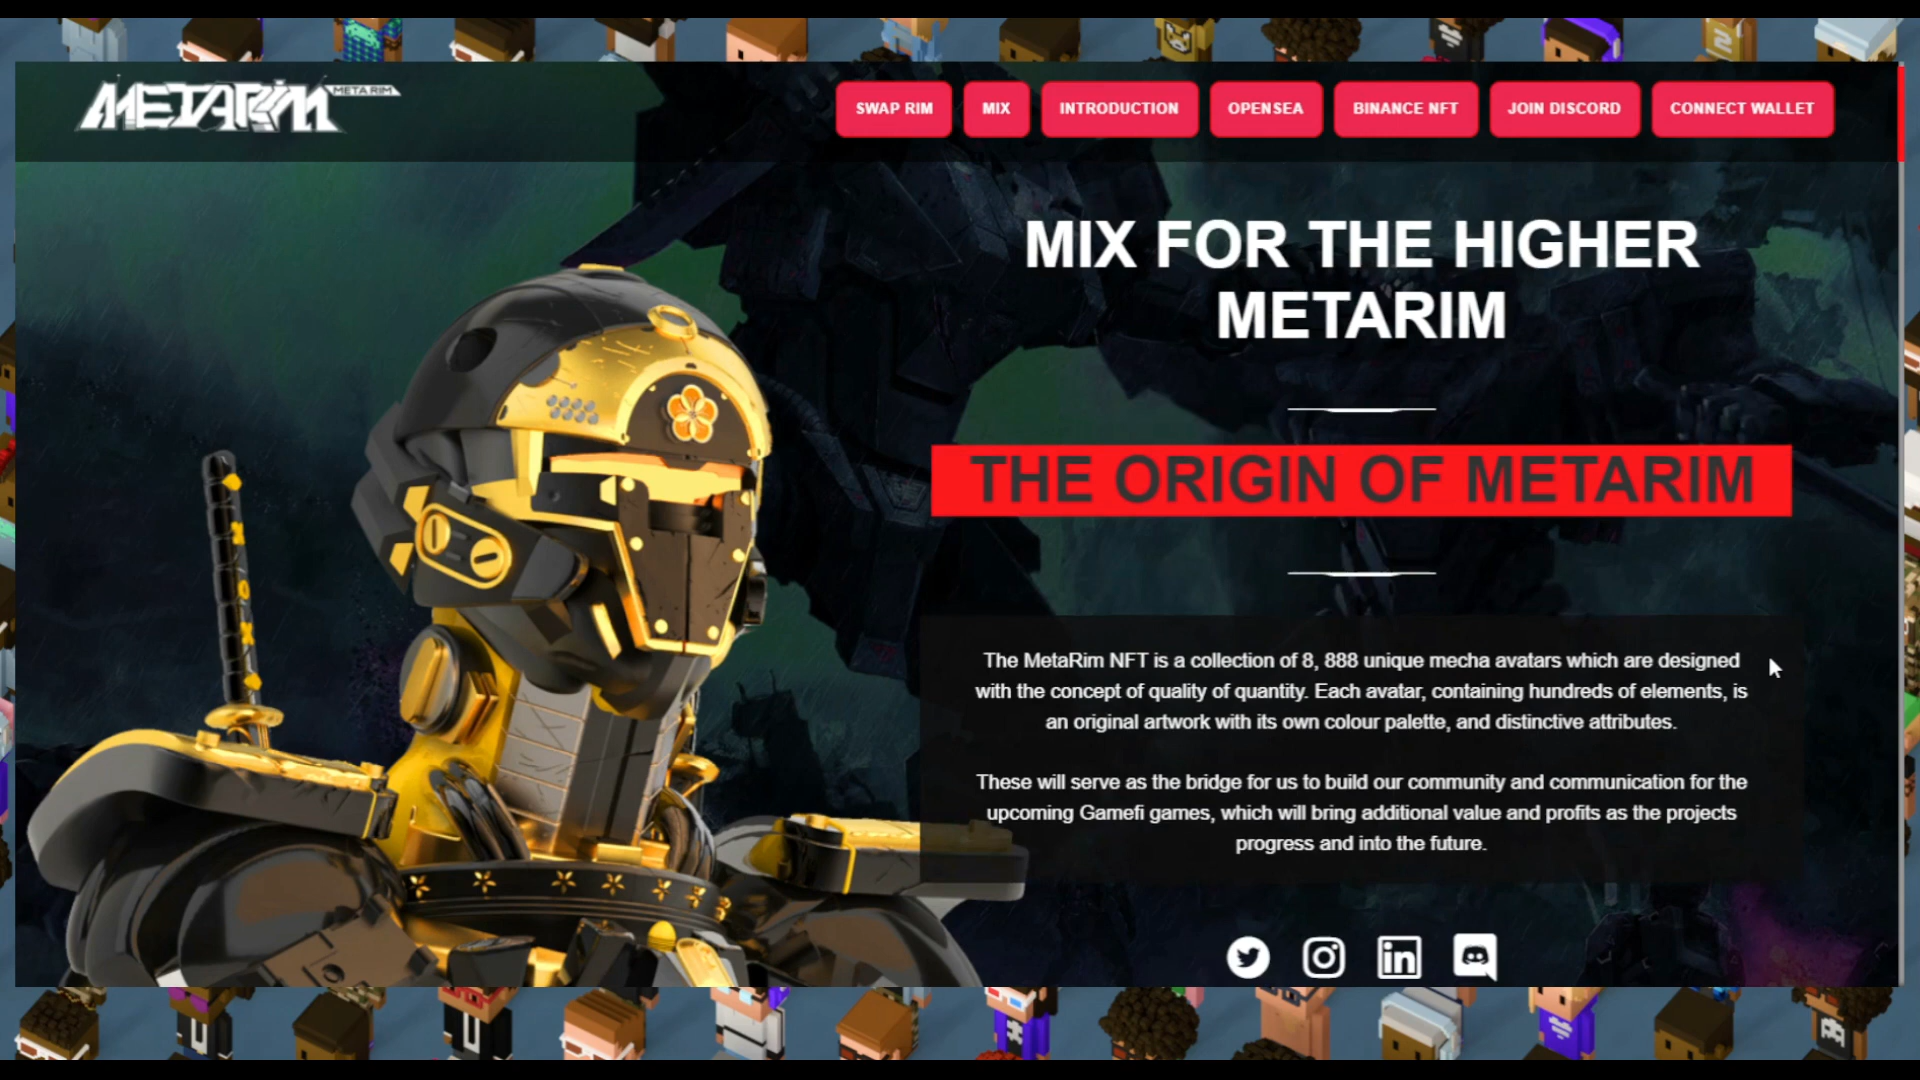 METARIM
META RIM
SWAP RIM
MIX
INTRODUCTION
OPENSEA
BINANCE NFT
JOIN DISCORD
CONNECT WALLET
MIX FOR THE HIGHER
METARIM
THE ORIGIN OF METARIM
The MetaRim NFT is a collection of 8, 888 unique mecha avatars which are designed
with the concept of quality of quantity. Each avatar, containing hundreds of elements, is
an original artwork with its own colour palette, and distinctive attributes.
These will serve as the bridge for us to build our community and communication for the
upcoming Gamefi games, which will bring additional value and profits as the projects
progress and into the future.
in